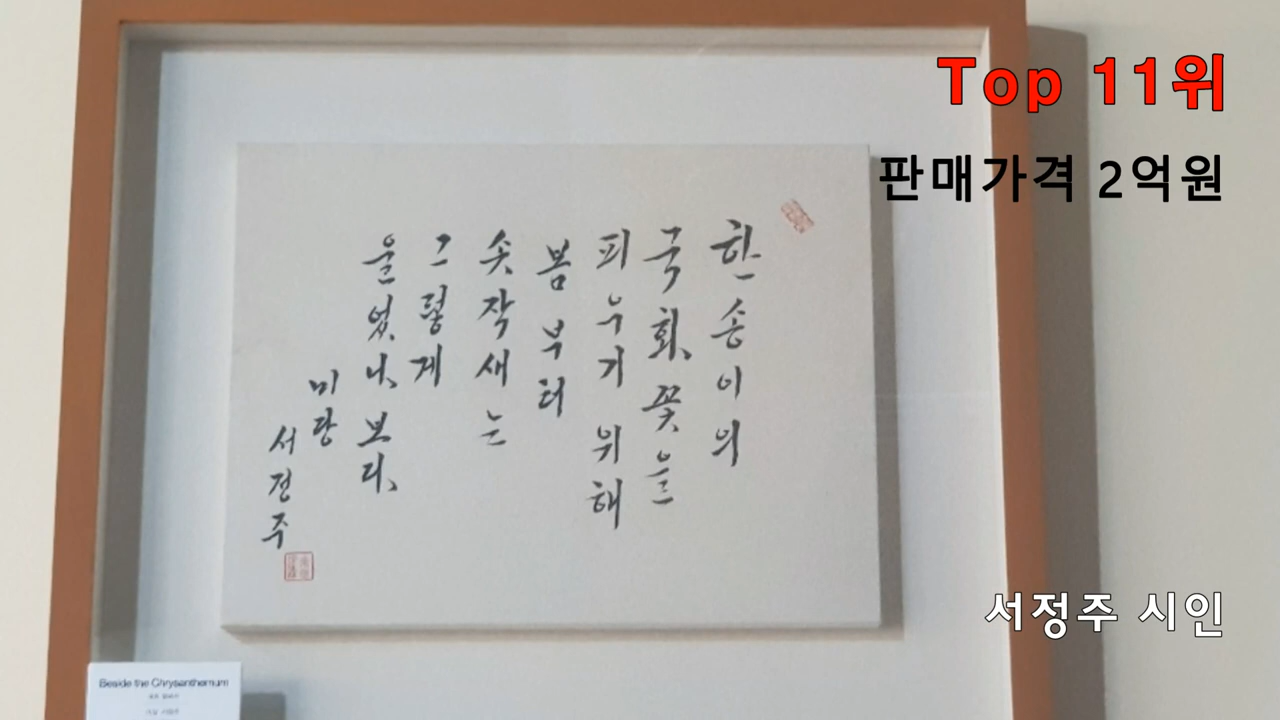 Top 11위
판매가격 2억원
한송이의
국화꽃을
피우기 위해
봄부터
솟작새는
그렇게
울었나보다
미당
서정주
서정주 시인
Beside the Chrysanthemum